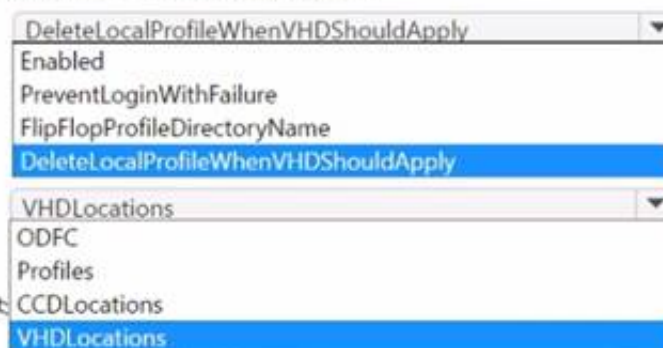 DeleteLocalProfileWhenVHDShouldApply
Enabled
PreventLoginWithFailure
FlipFlopProfileDirectoryName
DeleteLocalProfileWhenVHDShouldApply
VHDLocations
ODFC
Profiles
CCDLocations
VHDLocations